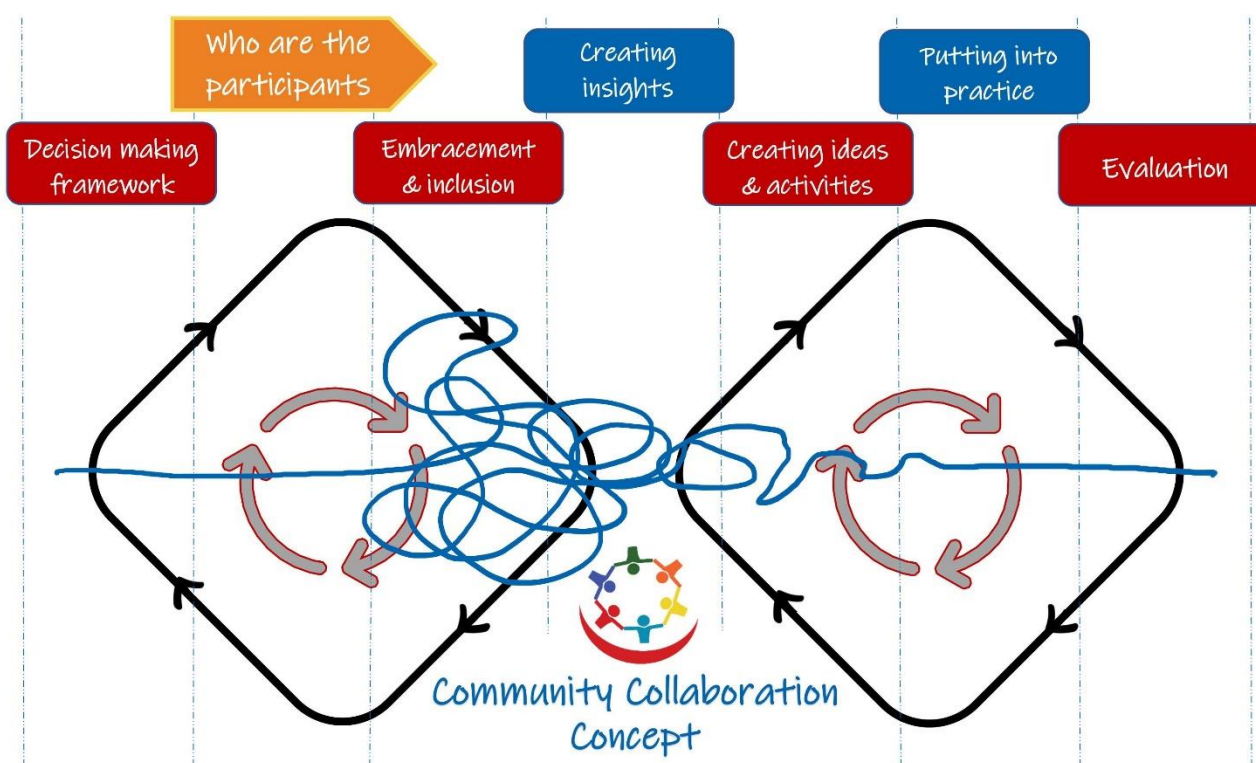 Who are the
participants
Creating
insights
Putting into
practice
Decision making
framework
Embracement
& inclusion
Creating ideas
& activities
Evaluation
Community Collaboration
Concept